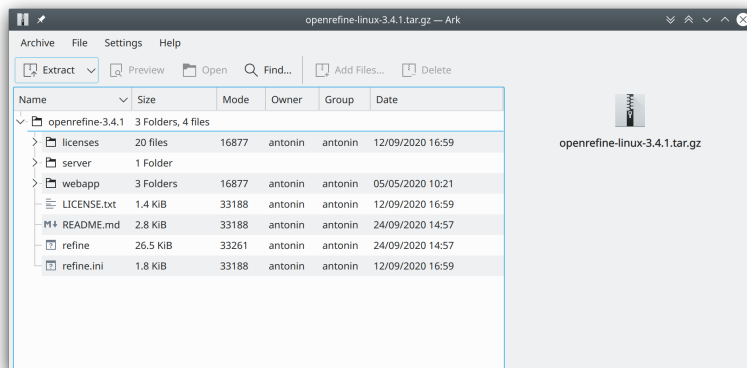 openrefine-linux-3.4.1.tar.gz — Ark
Archive File Settings Help
Extract Preview Open Find... Add Files... Delete
Name Size Mode Owner Group Date
openrefine-3.4.1 3 Folders, 4 files
licenses 20 files 16877 antonin antonin 12/09/2020 16:59
server 1 Folder
webapp 3 Folders 16877 antonin antonin 05/05/2020 10:21
LICENSE.txt 1.4 KiB 33188 antonin antonin 12/09/2020 16:59
M↓ README.md 2.8 KiB 33188 antonin antonin 24/09/2020 14:57
refine 26.5 KiB 33261 antonin antonin 24/09/2020 14:57
refine.ini 1.8 KiB 33188 antonin antonin 12/09/2020 16:59
openrefine-linux-3.4.1.tar.gz